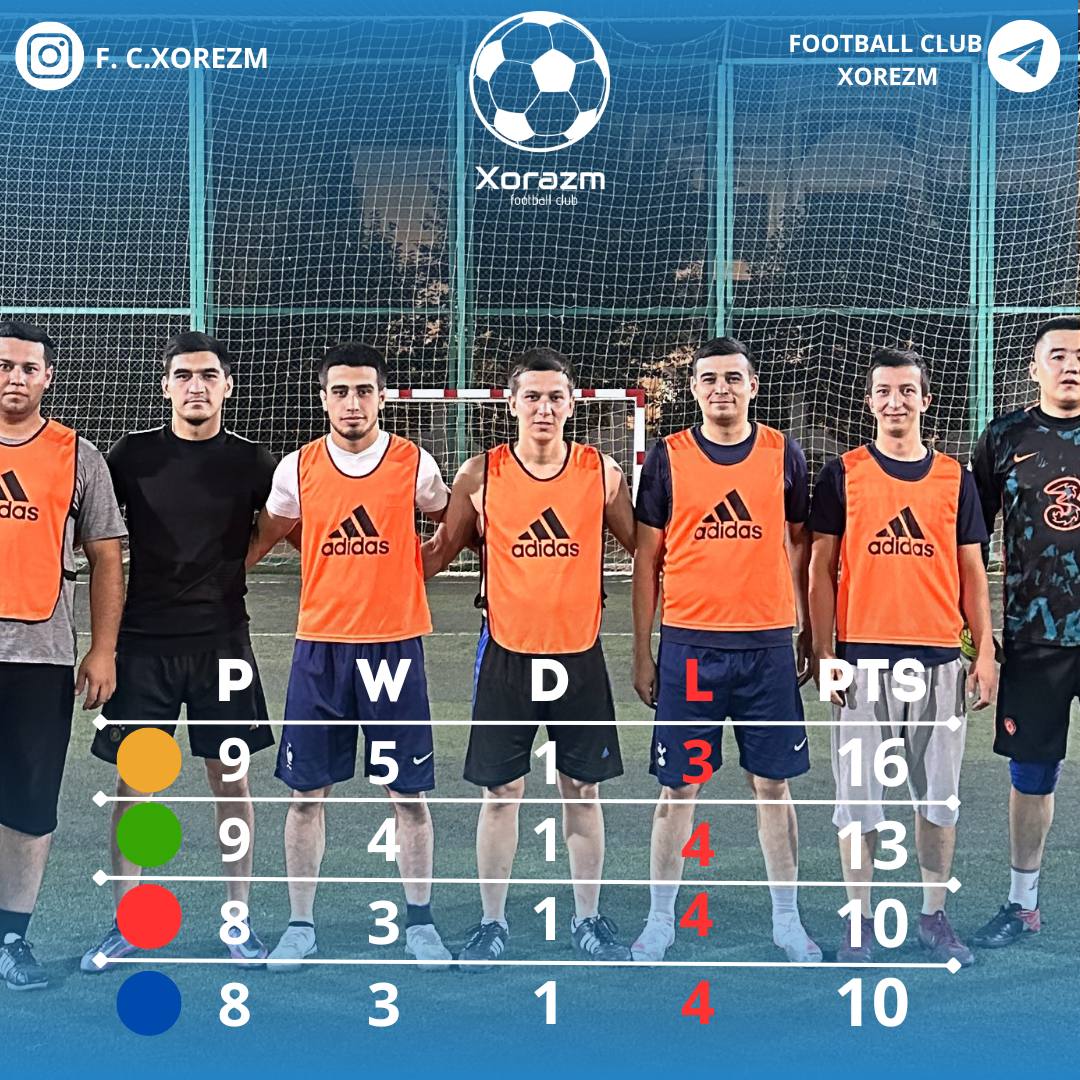 F. C.XOREZM
FOOTBALL CLUB
XOREZM
Xorazm
football club
adidas
adidas
adidas
adidas
3
P W D L PTS
9 5 1 3 16
9 4 1 4 13
8 3 1 4 10
8 3 1 4 10